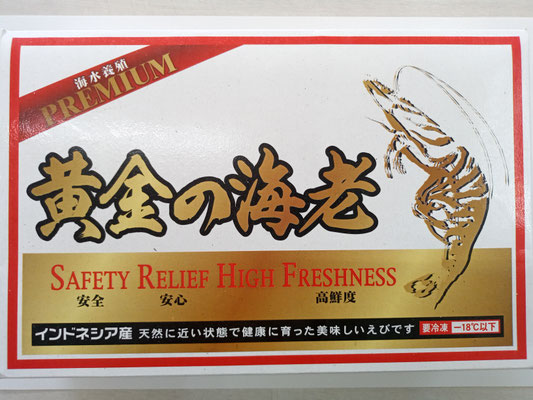 海水養殖
PREMIUM
黄金の海老
SAFETY RELIEF HIGH FRESHNESS
安全 安心 高鮮度
インドネシア産 天然に近い状態で健康に育った美味しいえびです 要冷凍 -18℃以下